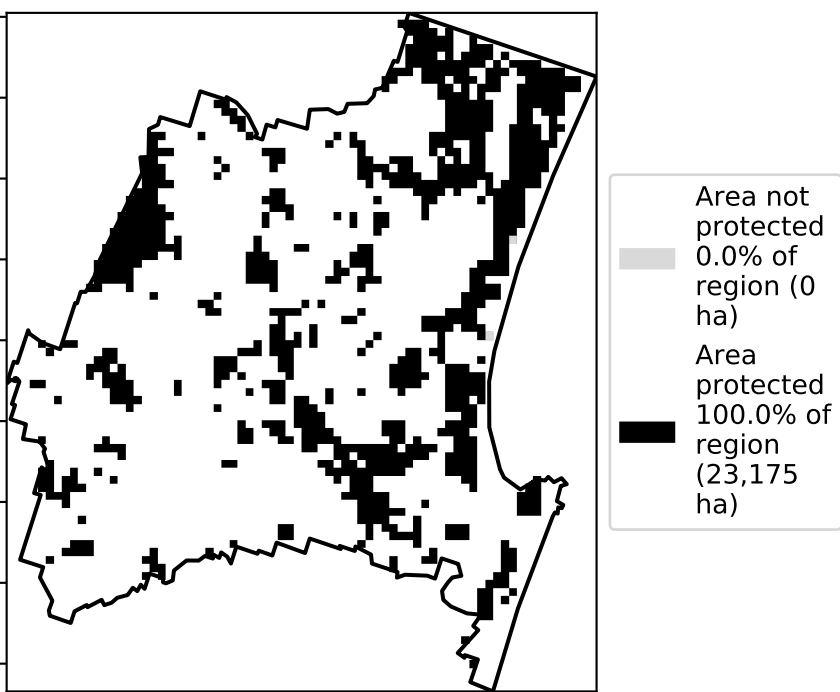 Area not
protected
0.0% of
region (0
ha)
Area
protected
100.0% of
region
(23,175
ha)